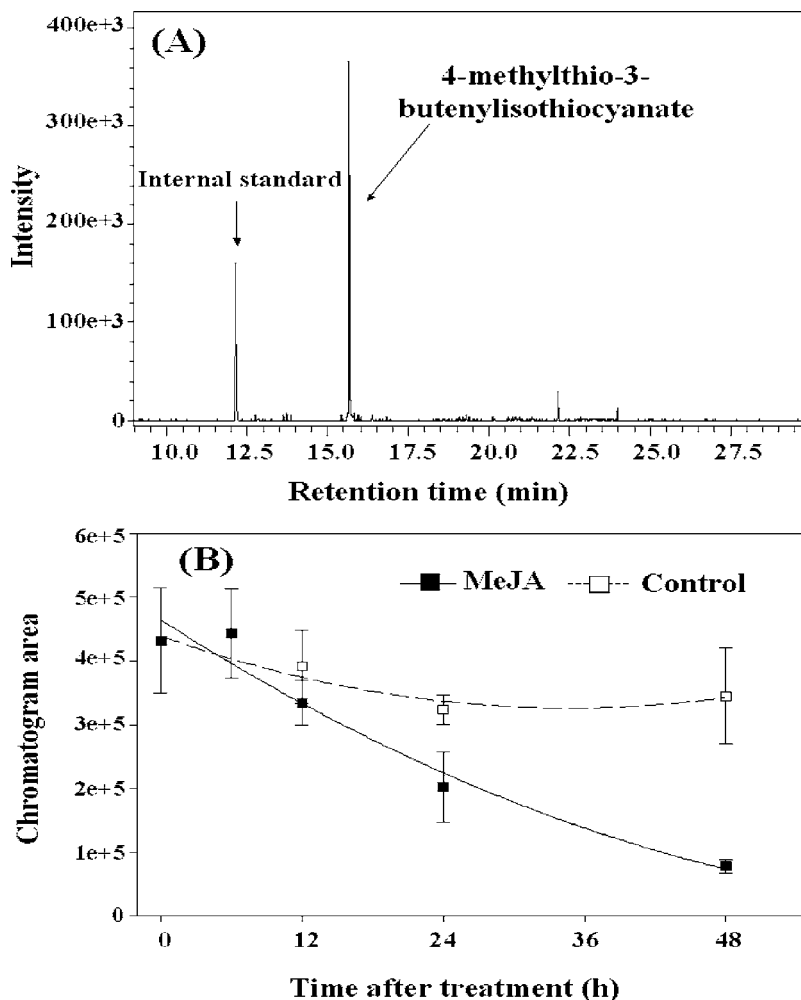 400e+3
(A)
4-methylthio-3-
butenylisothiocyanate
300e+3
Internal standard
200e+3
100e+3
0
Intensity
10.0 12.5 15.0 17.5 20.0 22.5 25.0 27.5
Retention time (min)
6e+5
(B)
MeJA Control
5e+5
4e+5
3e+5
2e+5
1e+5
0
Chromatogram area
0 12 24 36 48
Time after treatment (h)